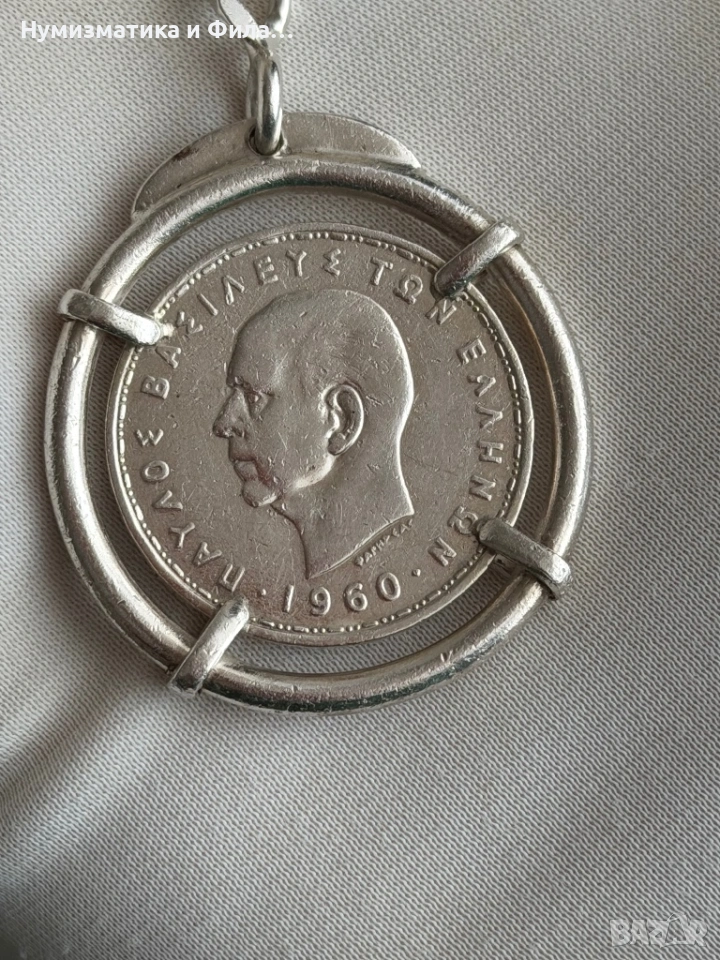 Нумизматика и Фила...
ΠΑΥΛΟΣ ΒΑΣΙΛΕΥΣ ΤΩΝ ΕΛΛΗΝΩΝ
· 1960 ·
BAZAR